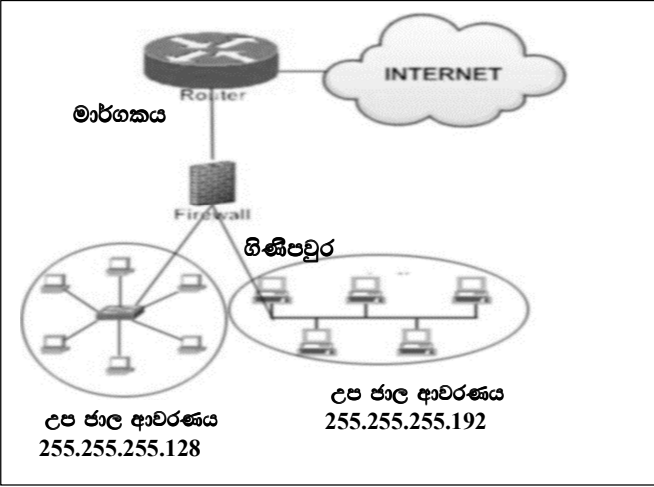 INTERNET
Router
මාර්ගකය
Firewall
ගිණිපවුර
උප ජාල ආවරණය
255.255.255.192
උප ජාල ආවරණය
255.255.255.128